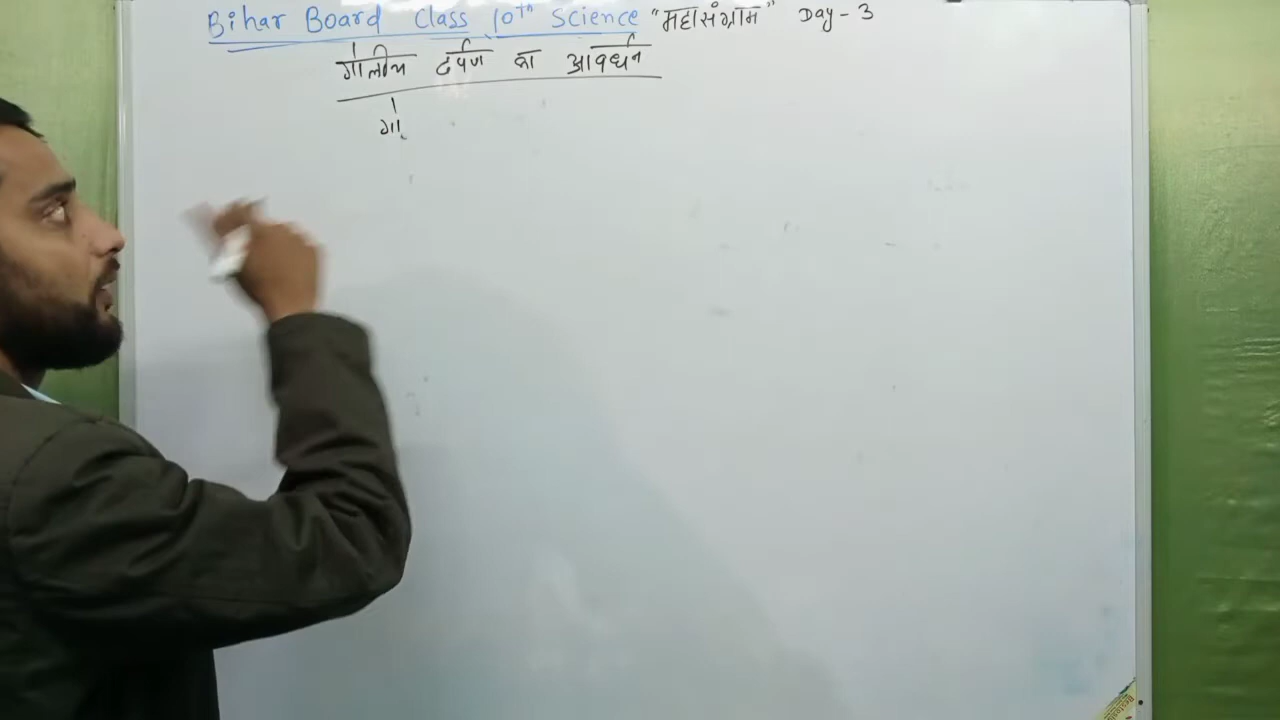 Bihar Board Class 10th Science "महासंग्राम" Day - 3
गोलीय दर्पण का आवर्धन
गो